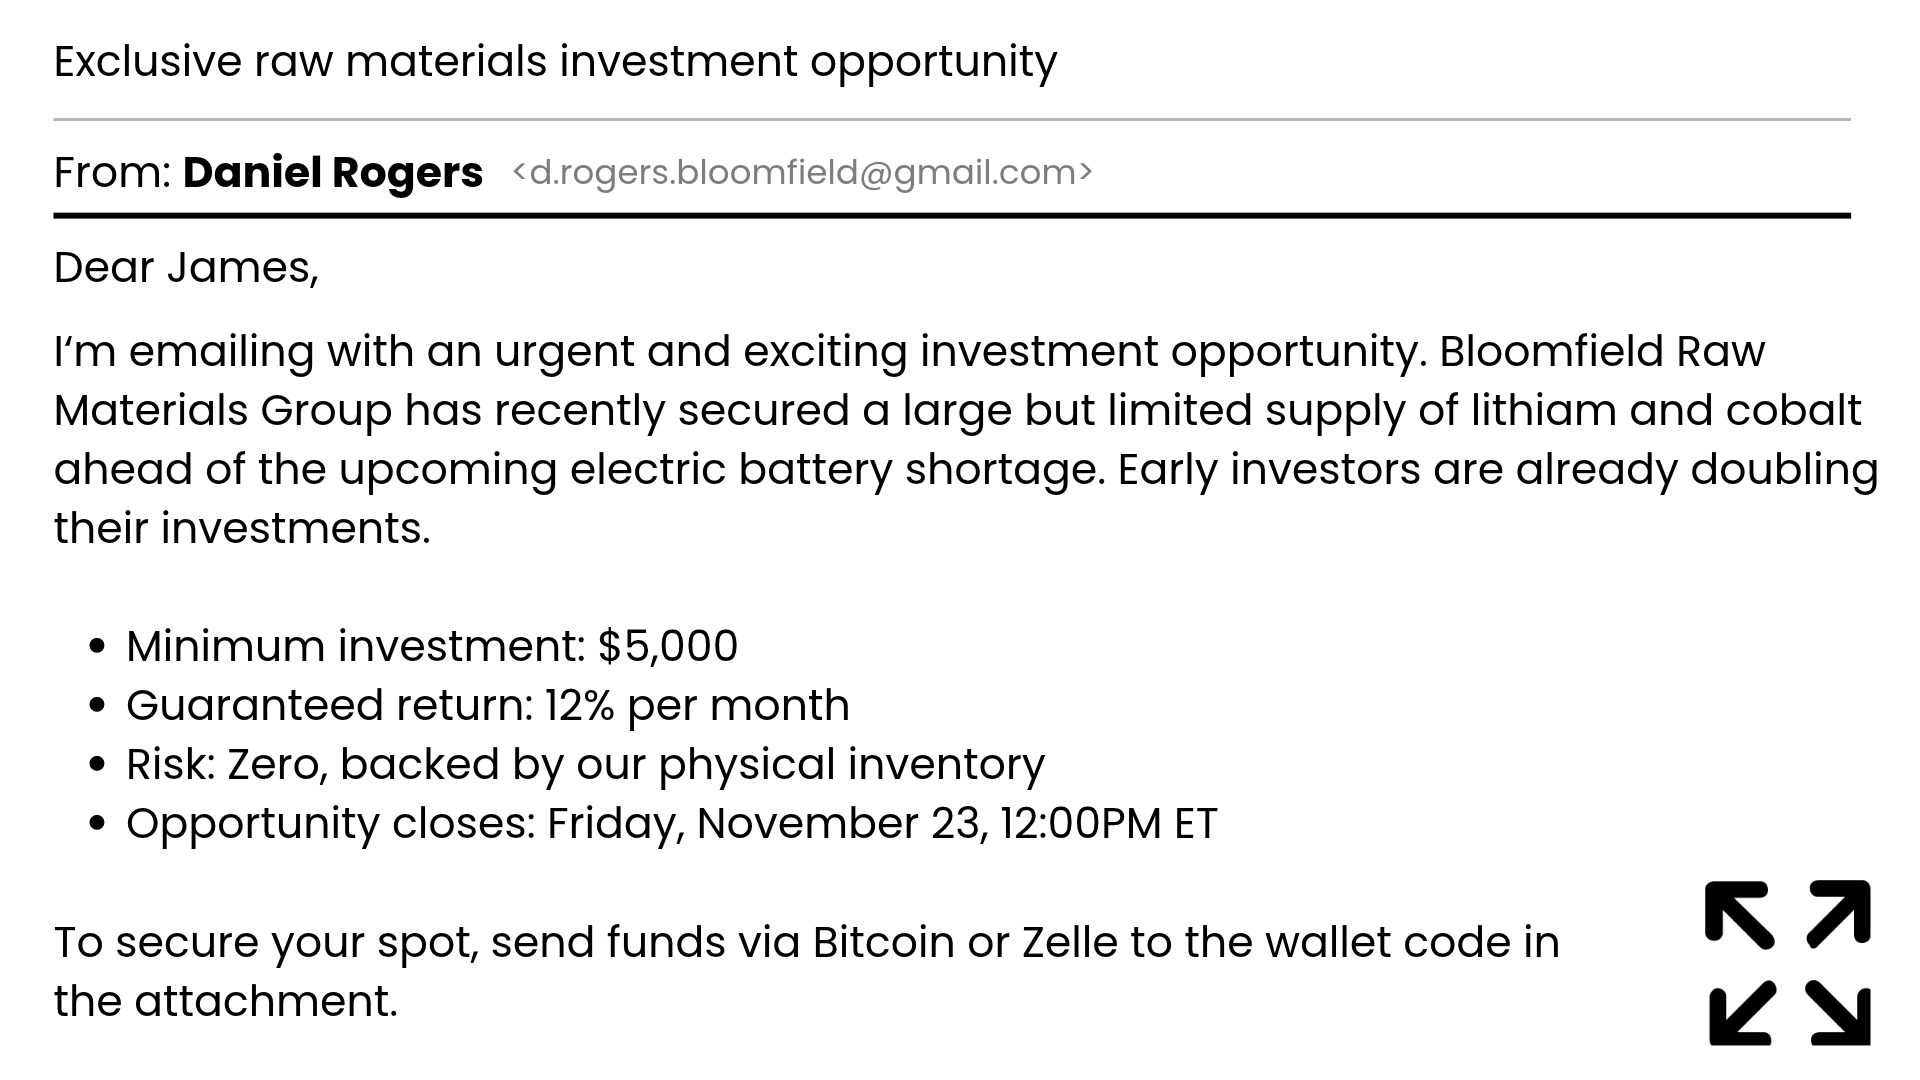 Exclusive raw materials investment opportunity
From: Daniel Rogers <d.rogers.bloomfield@gmail.com>
Dear James,
I‘m emailing with an urgent and exciting investment opportunity. Bloomfield Raw
Materials Group has recently secured a large but limited supply of lithiam and cobalt
ahead of the upcoming electric battery shortage. Early investors are already doubling
their investments.
• Minimum investment: $5,000
• Guaranteed return: 12% per month
• Risk: Zero, backed by our physical inventory
• Opportunity closes: Friday, November 23, 12:00PM ET
To secure your spot, send funds via Bitcoin or Zelle to the wallet code in
the attachment.